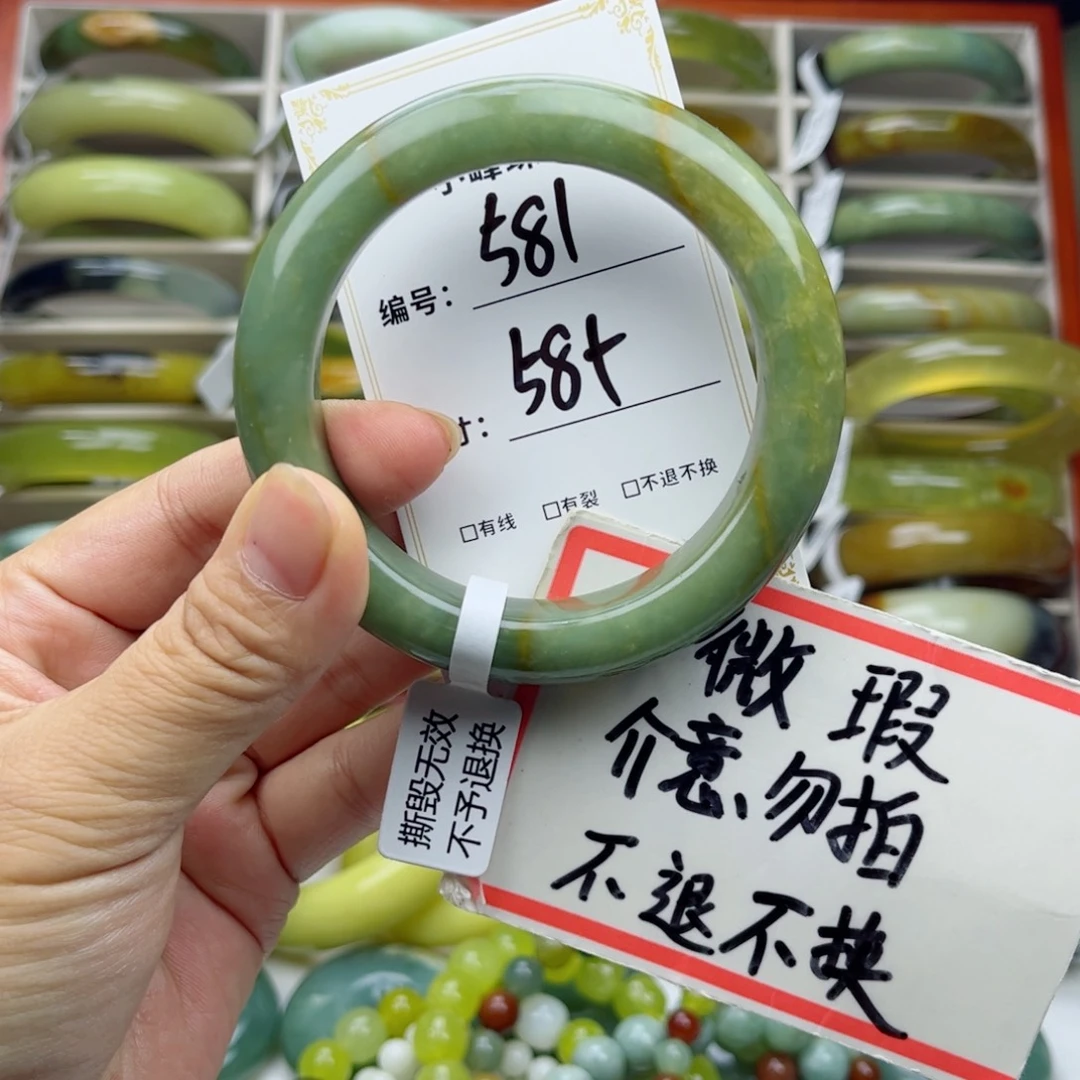 581
编号:
58+
寸:
□有线 □有裂 □不退不换
撕毁无效
不予退换
微瑕
介意勿拍
不退不换